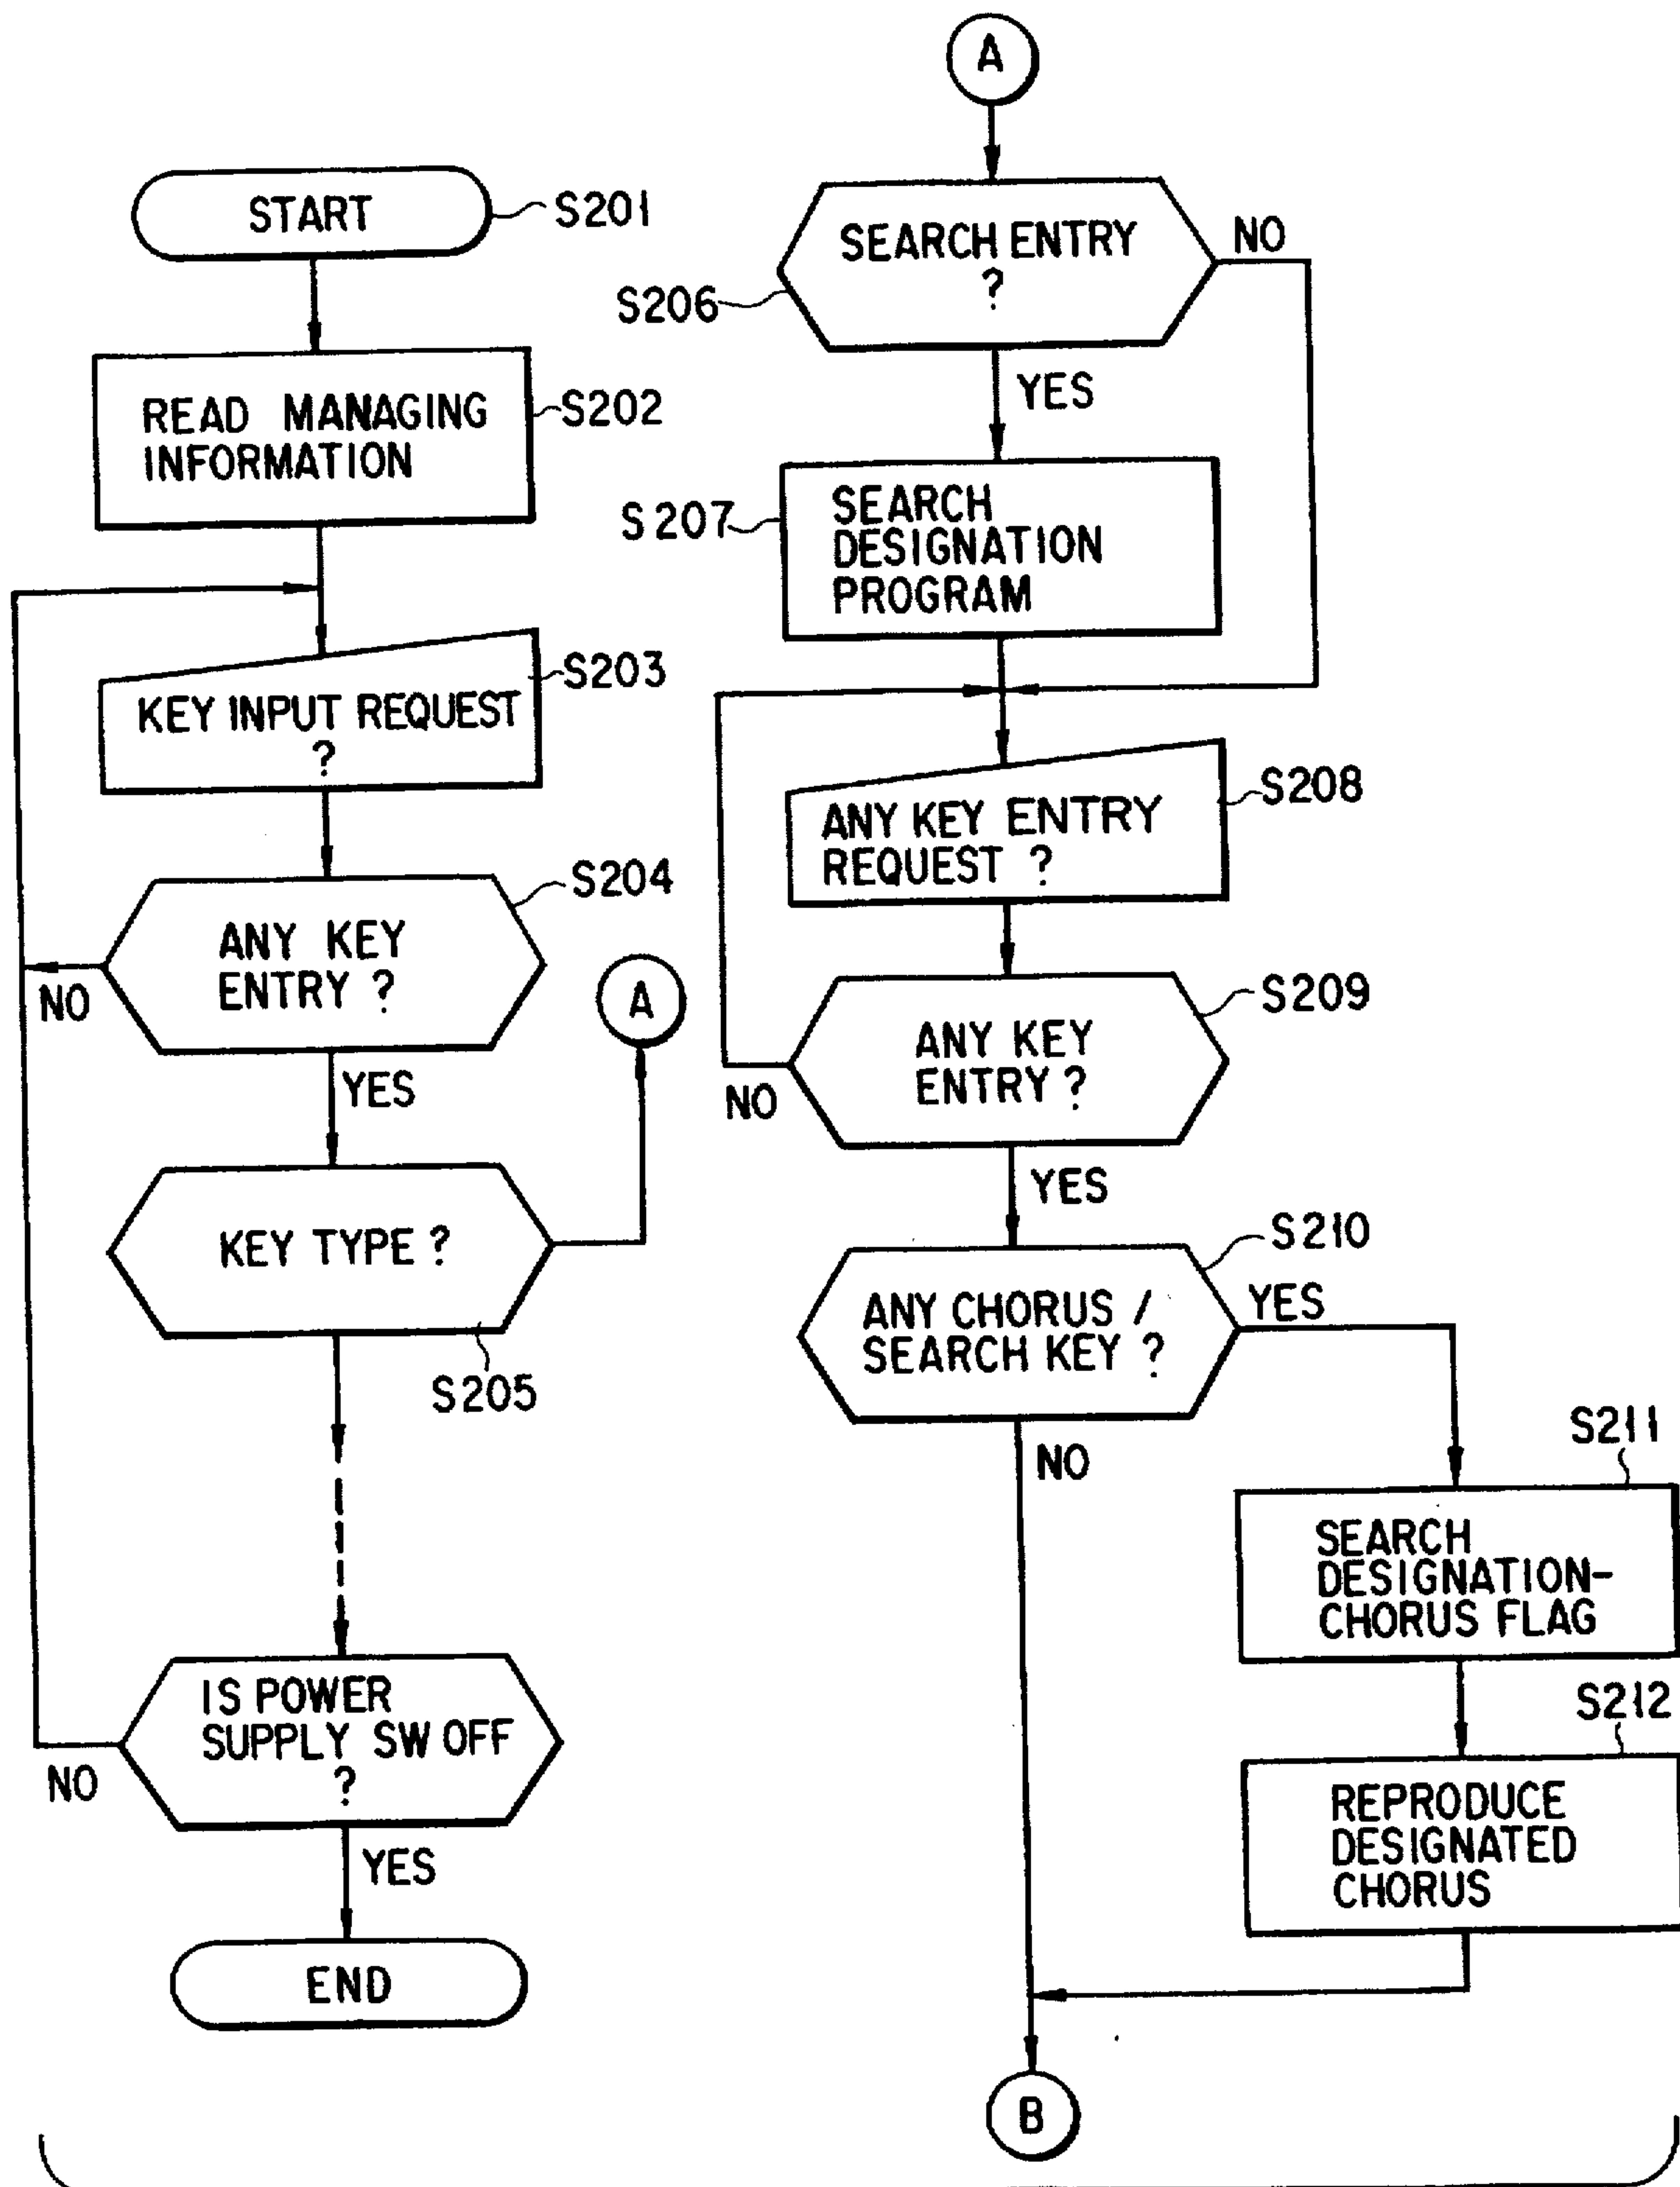 START
S201
READ MANAGING
INFORMATION
S202
KEY INPUT REQUEST
?
S203
ANY KEY
ENTRY ?
S204
NO
YES
A
KEY TYPE ?
S205
IS POWER
SUPPLY SW OFF
?
NO
YES
END
A
SEARCH ENTRY
?
S206
NO
YES
SEARCH
DESIGNATION
PROGRAM
S207
ANY KEY ENTRY
REQUEST ?
S208
ANY KEY
ENTRY ?
S209
NO
YES
ANY CHORUS /
SEARCH KEY ?
S210
YES
NO
S211
SEARCH
DESIGNATION-
CHORUS FLAG
S212
REPRODUCE
DESIGNATED
CHORUS
B